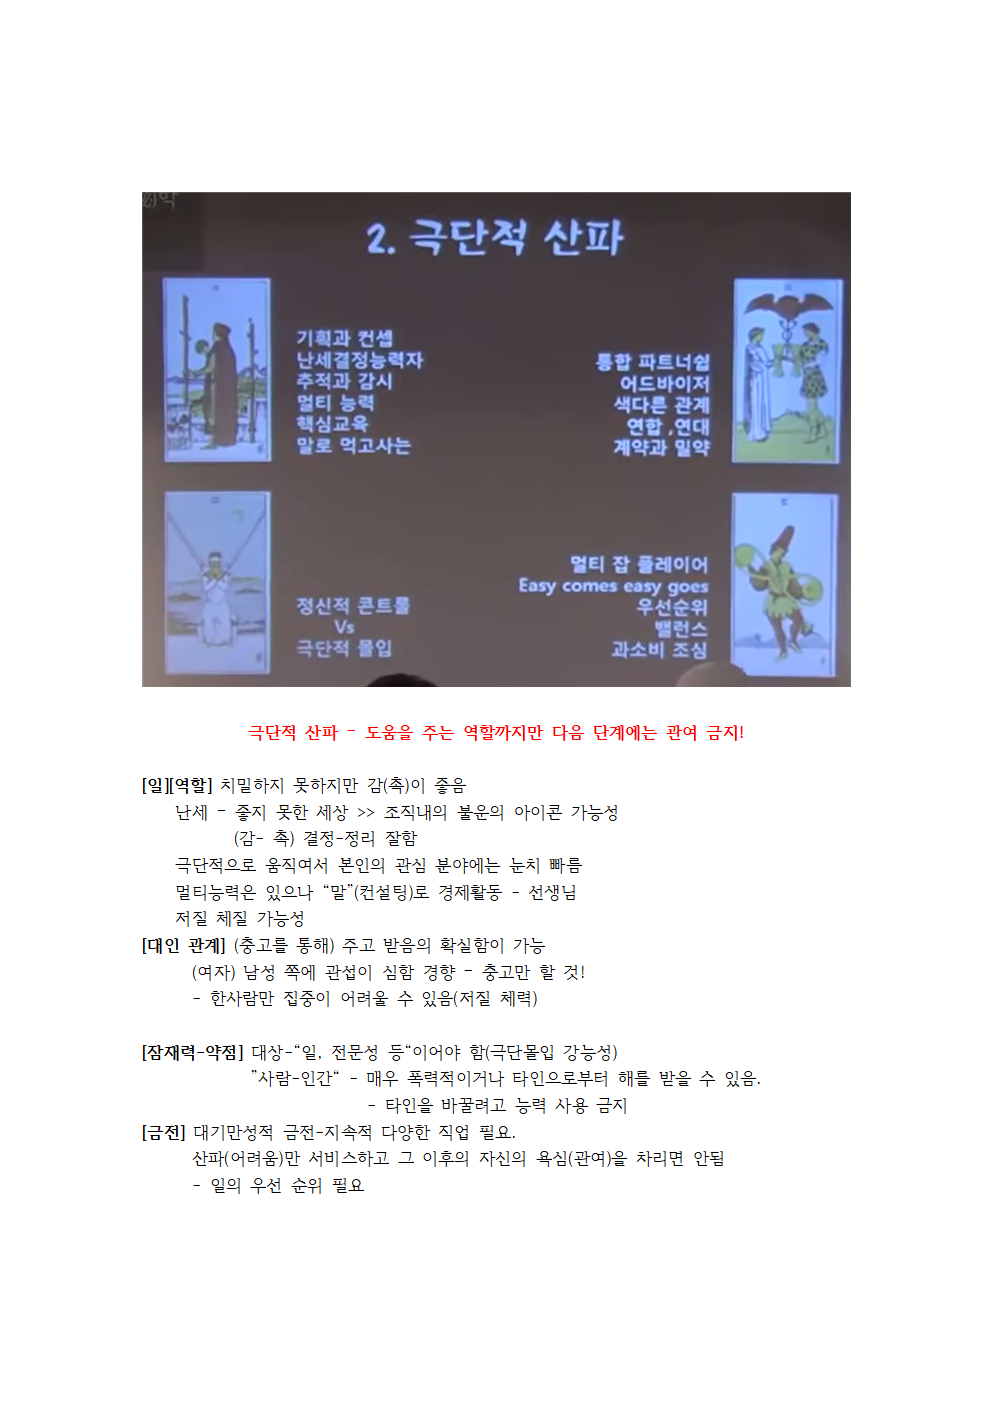 2. 극단적 산파
기획과 컨셉
난세결정능력자
추적과 감시
멀티 능력
핵심교육
말로 먹고사는
통합 파트너쉽
어드바이저
색다른 관계
연합 ,연대
계약과 밀약
정신적 콘트롤
Vs
극단적 몰입
멀티 잡 플레이어
Easy comes easy goes
우선순위
밸런스
과소비 조심
극단적 산파 - 도움을 주는 역할까지만 다음 단계에는 관여 금지!
[일][역할] 치밀하지 못하지만 감(촉)이 좋음
난세 - 좋지 못한 세상 >> 조직내의 불운의 아이콘 가능성
(감- 촉) 결정-정리 잘함
극단적으로 움직여서 본인의 관심 분야에는 눈치 빠름
멀티능력은 있으나 “말”(컨설팅)로 경제활동 - 선생님
저질 체질 가능성
[대인 관계] (충고를 통해) 주고 받음의 확실함이 가능
(여자) 남성 쪽에 관섭이 심함 경향 - 충고만 할 것!
- 한사람만 집중이 어려울 수 있음(저질 체력)
[잠재력-약점] 대상-“일, 전문성 등“이어야 함(극단몰입 강능성)
”사람-인간“ - 매우 폭력적이거나 타인으로부터 해를 받을 수 있음.
- 타인을 바꿀려고 능력 사용 금지
[금전] 대기만성적 금전-지속적 다양한 직업 필요.
산파(어려움)만 서비스하고 그 이후의 자신의 욕심(관여)을 차리면 안됨
- 일의 우선 순위 필요